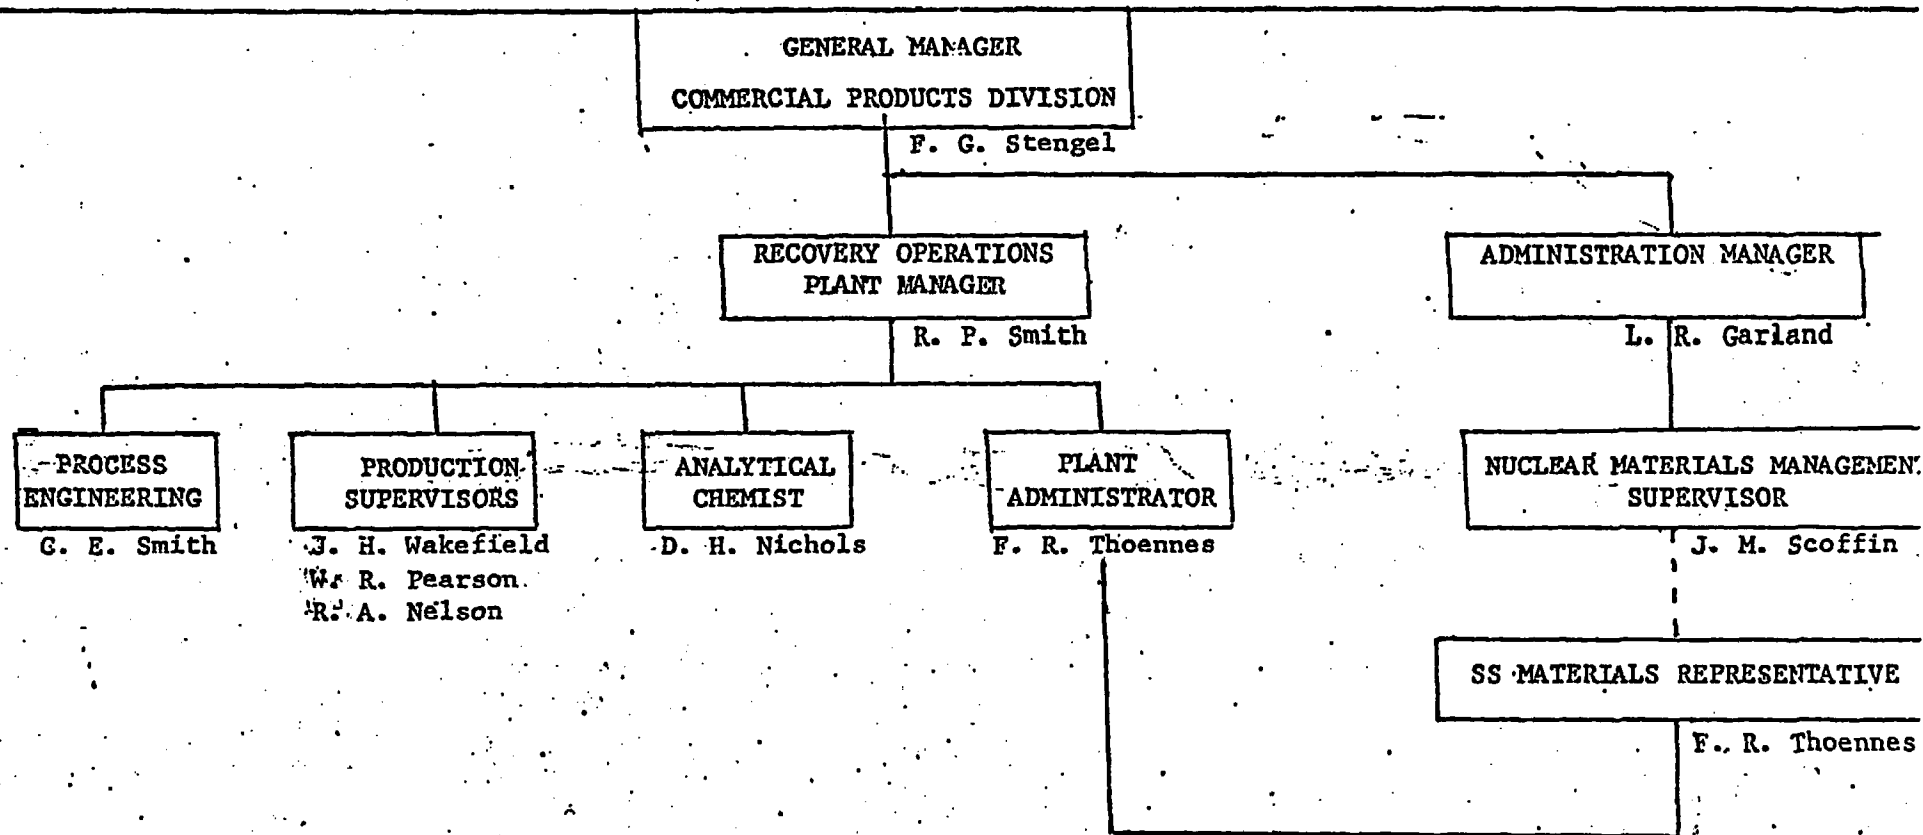 GENERAL MANAGER
COMMERCIAL PRODUCTS DIVISION
F. G. Stengel
RECOVERY OPERATIONS
PLANT MANAGER
R. P. Smith
ADMINISTRATION MANAGER
L. R. Garland
PROCESS
ENGINEERING
G. E. Smith
PRODUCTION
SUPERVISORS
J. H. Wakefield
W. R. Pearson
R. A. Nelson
ANALYTICAL
CHEMIST
D. H. Nichols
PLANT
ADMINISTRATOR
F. R. Thoennes
NUCLEAR MATERIALS MANAGEMEN
SUPERVISOR
J. M. Scoffin
SS MATERIALS REPRESENTATIVE
F. R. Thoennes